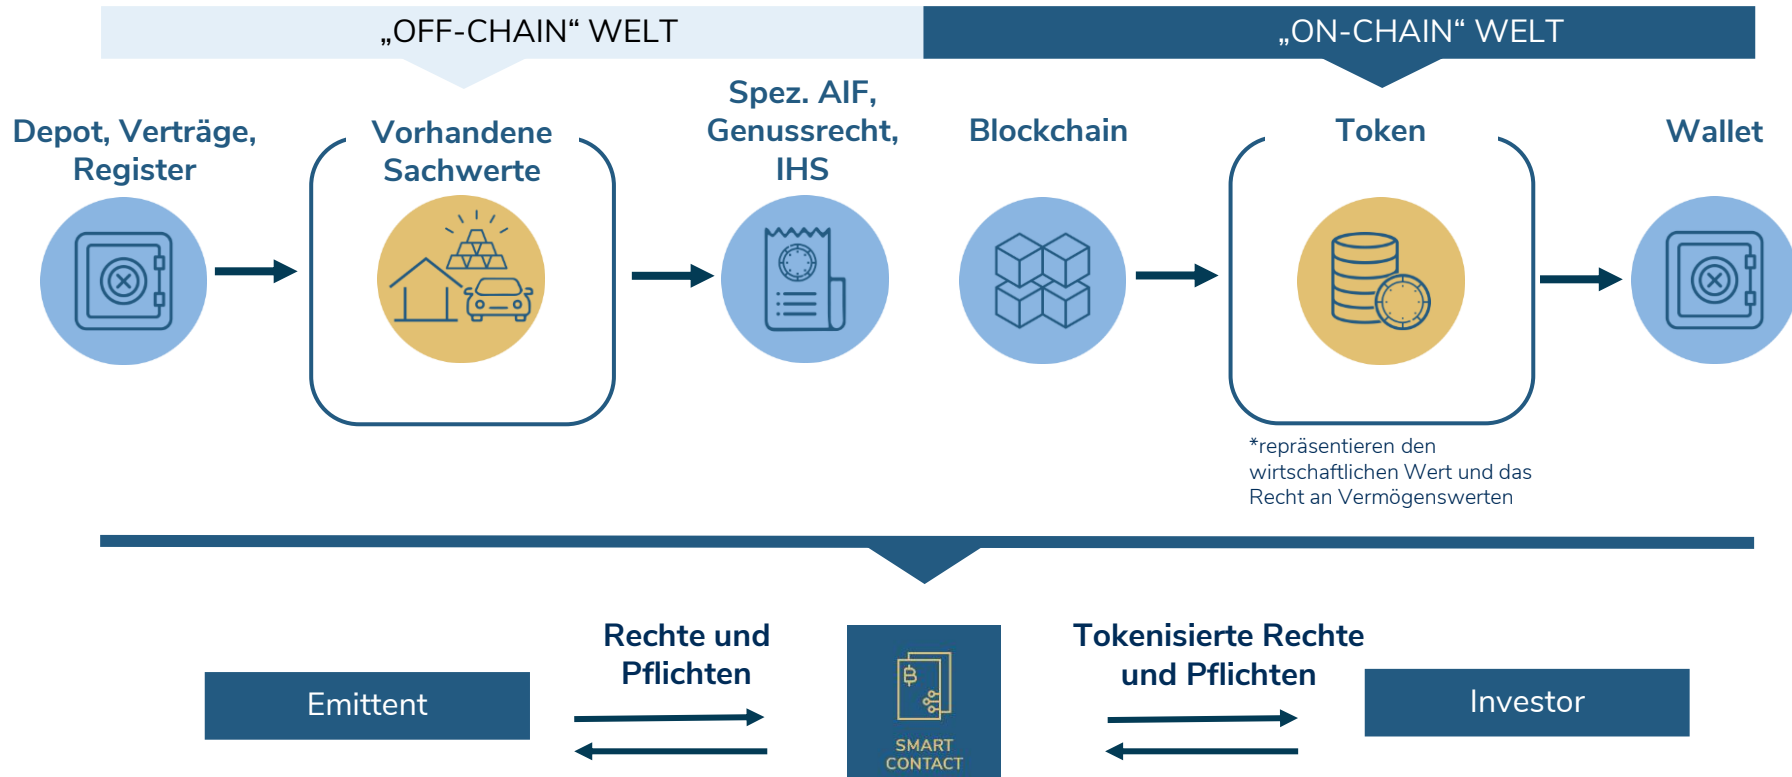 „OFF-CHAIN“ WELT
„ON-CHAIN“ WELT
Depot, Verträge,
Register
Vorhandene
Sachwerte
Spez. AIF,
Genussrecht,
IHS
Blockchain
Token
Wallet
*repräsentieren den
wirtschaftlichen Wert und das
Recht an Vermögenswerten
Emittent
Rechte und
Pflichten
SMART
CONTACT
Tokenisierte Rechte
und Pflichten
Investor